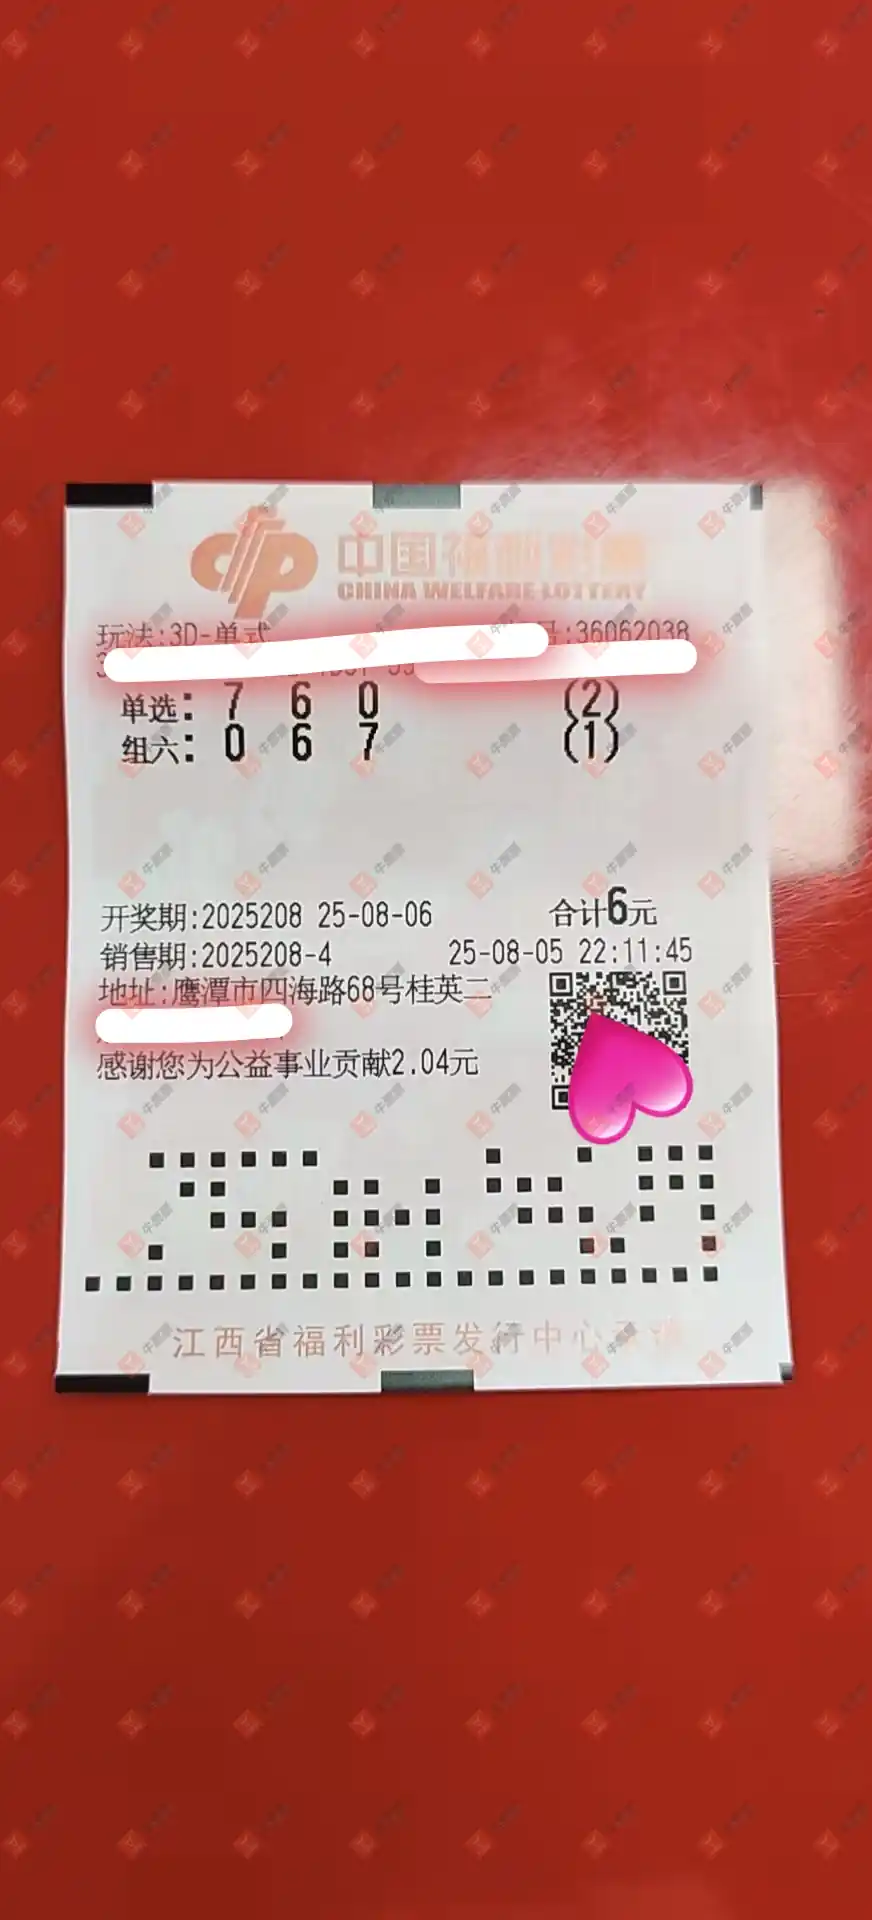 中国福利彩票
CHINA WELFARE LOTTERY
玩法:3D-单式 号:36062038
单选: 7 6 0 (2)
组六: 0 6 7 (1)
开奖期:2025208 25-08-06 合计6元
销售期:2025208-4 25-08-05 22:11:45
地址:鹰潭市四海路68号桂英二
感谢您为公益事业贡献2.04元
江西省福利彩票发行中心承销